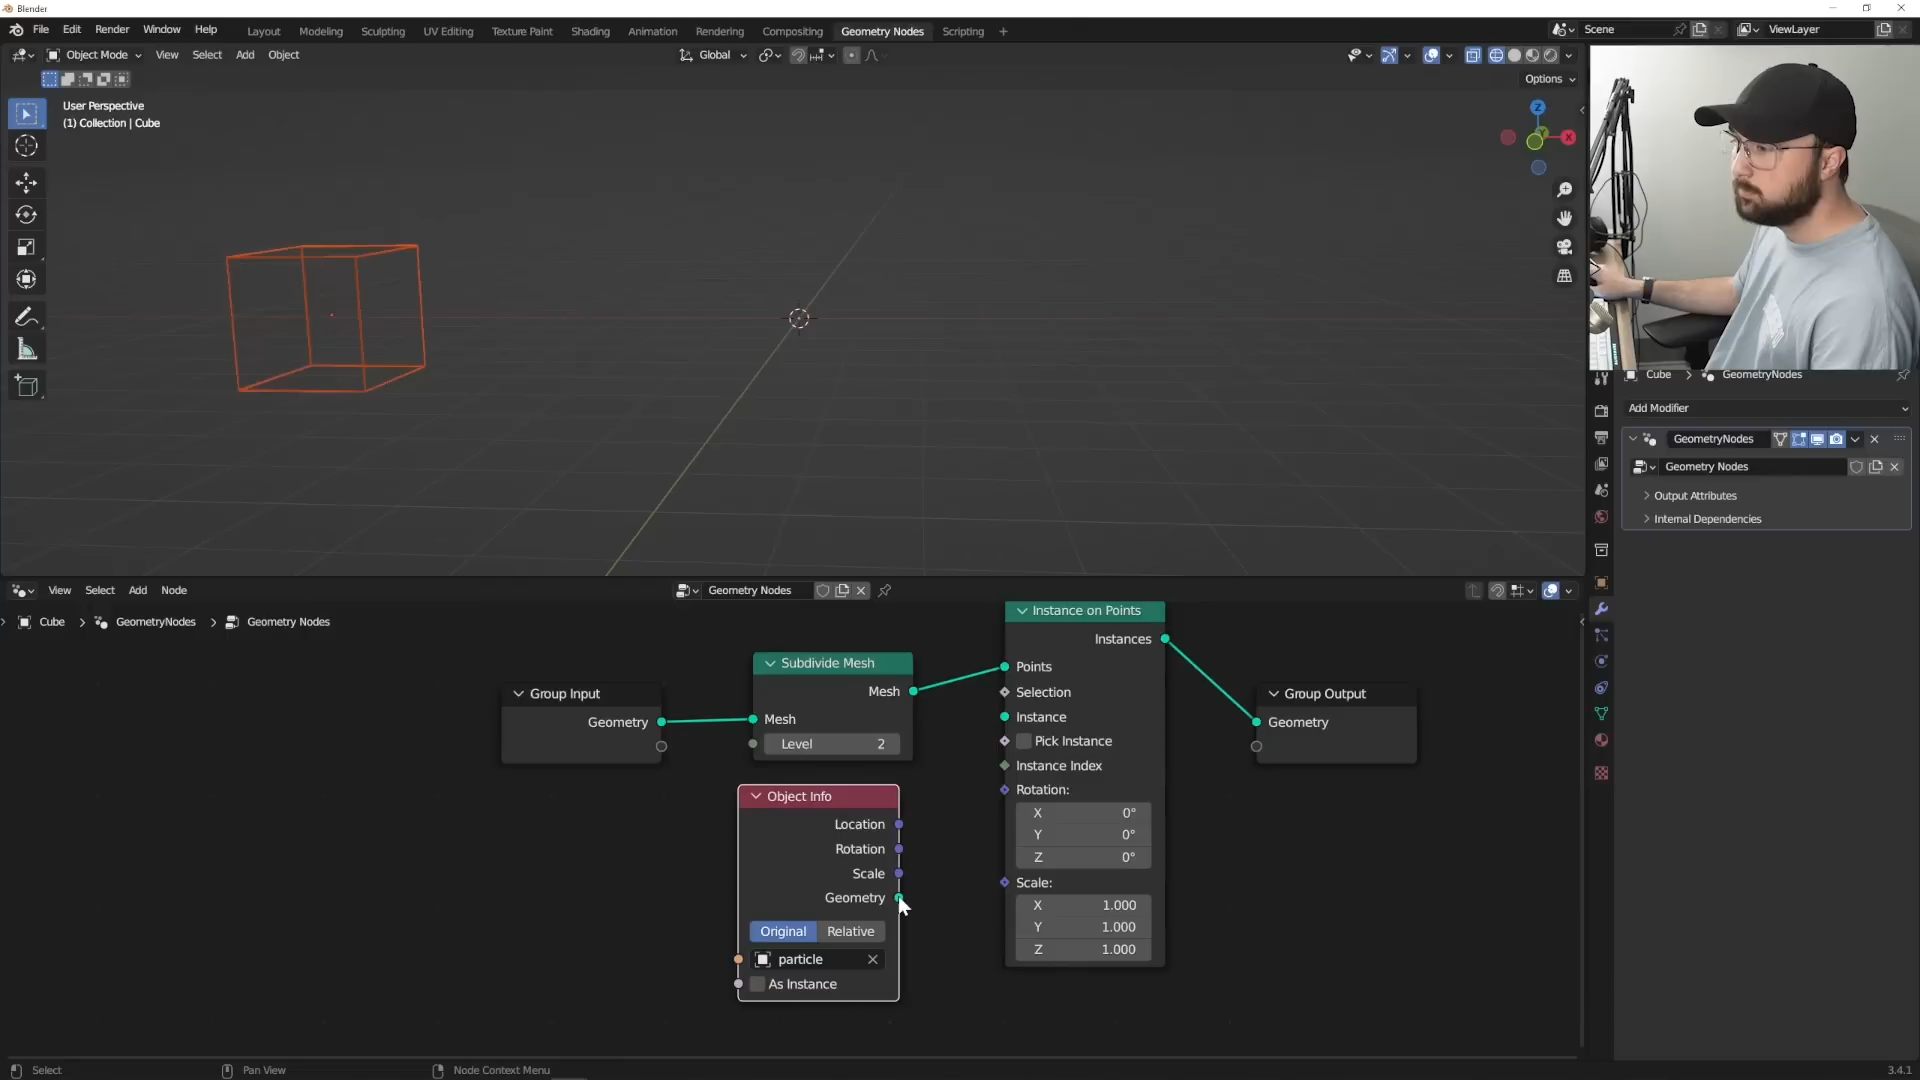 Blender
File Edit Render Window Help
Layout Modeling Sculpting UV Editing Texture Paint Shading Animation Rendering Compositing Geometry Nodes Scripting +
Scene
ViewLayer
Object Mode View Select Add Object
Global
Options
User Perspective
(1) Collection | Cube
Z
X
Cube > GeometryNodes
Add Modifier
GeometryNodes
Geometry Nodes
Output Attributes
Internal Dependencies
View Select Add Node
Geometry Nodes
Cube > GeometryNodes > Geometry Nodes
Group Input
Geometry
Subdivide Mesh
Mesh
Mesh
Level 2
Object Info
Location
Rotation
Scale
Geometry
Original Relative
particle
As Instance
Instance on Points
Instances
Points
Selection
Instance
Pick Instance
Instance Index
Rotation:
X 0°
Y 0°
Z 0°
Scale:
X 1.000
Y 1.000
Z 1.000
Group Output
Geometry
Select
Pan View
Node Context Menu
3.4.1